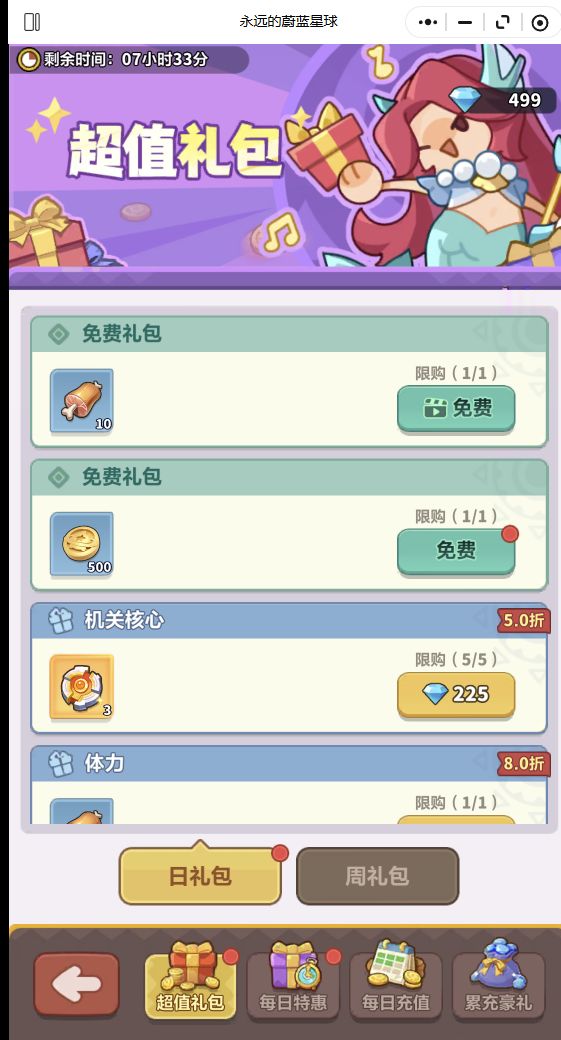 永远的蔚蓝星球
剩余时间：07小时33分
499
超值礼包
免费礼包
限购（1/1）
10
免费
免费礼包
限购（1/1）
500
免费
机关核心
5.0折
限购（5/5）
3
225
体力
8.0折
限购（1/1）
日礼包
周礼包
超值礼包
每日特惠
每日充值
累充豪礼